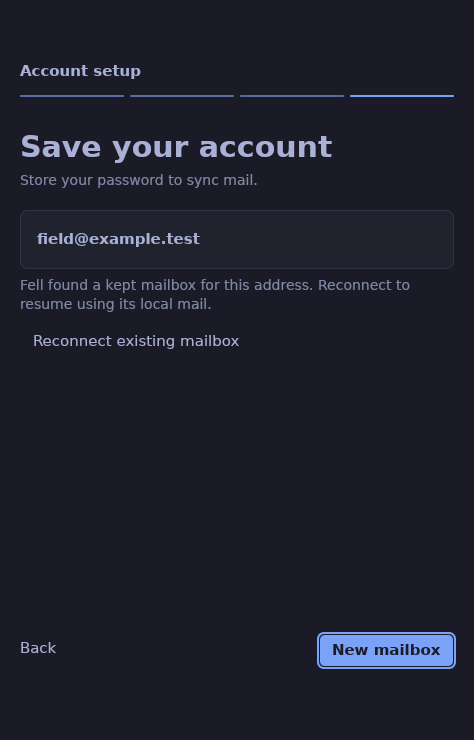 Account setup
Save your account
Store your password to sync mail.
field@example.test
Fell found a kept mailbox for this address. Reconnect to
resume using its local mail.
Reconnect existing mailbox
Back
New mailbox